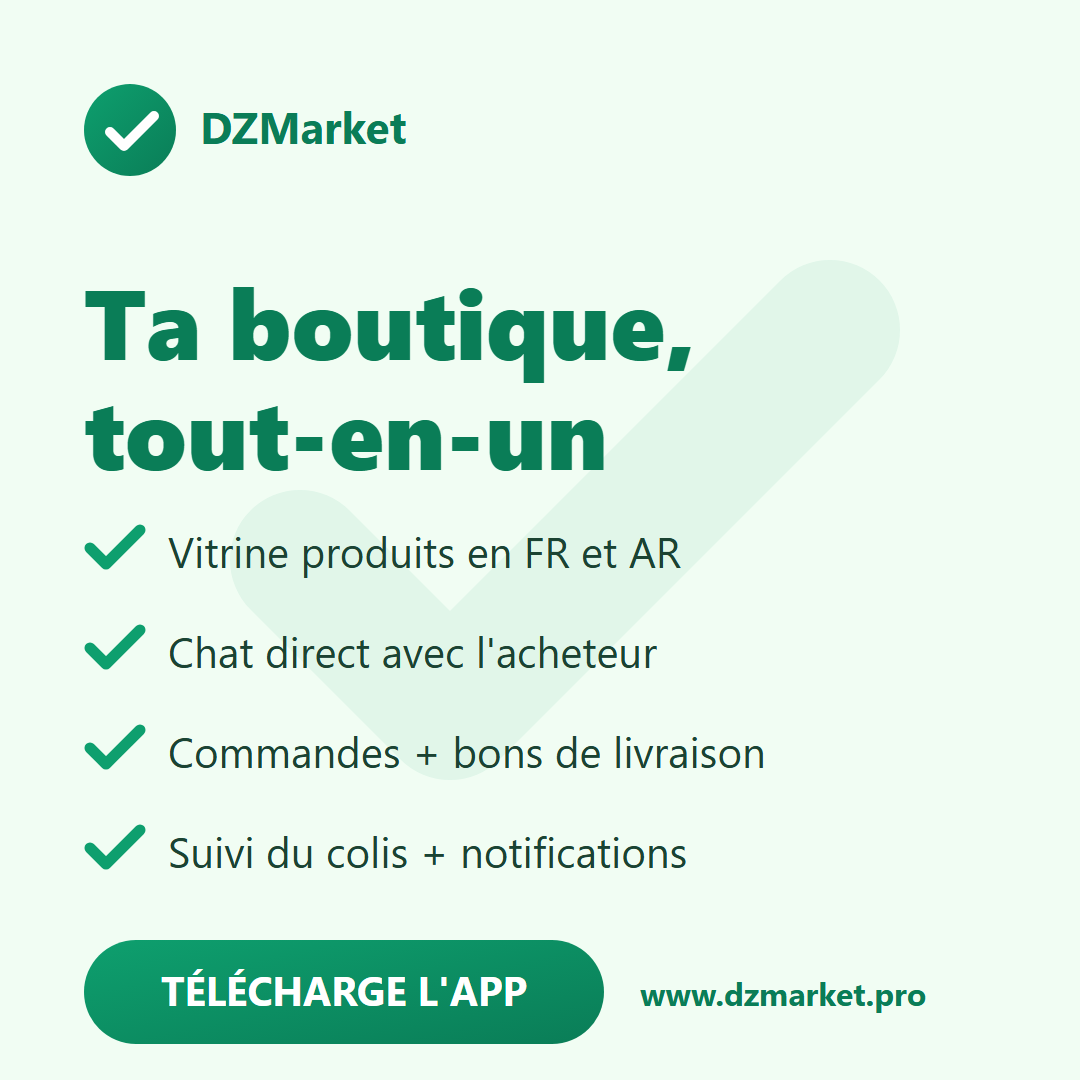 DZMarket
Ta boutique,
tout-en-un
Vitrine produits en FR et AR
Chat direct avec l'acheteur
Commandes + bons de livraison
Suivi du colis + notifications
TÉLÉCHARGE L'APP
www.dzmarket.pro